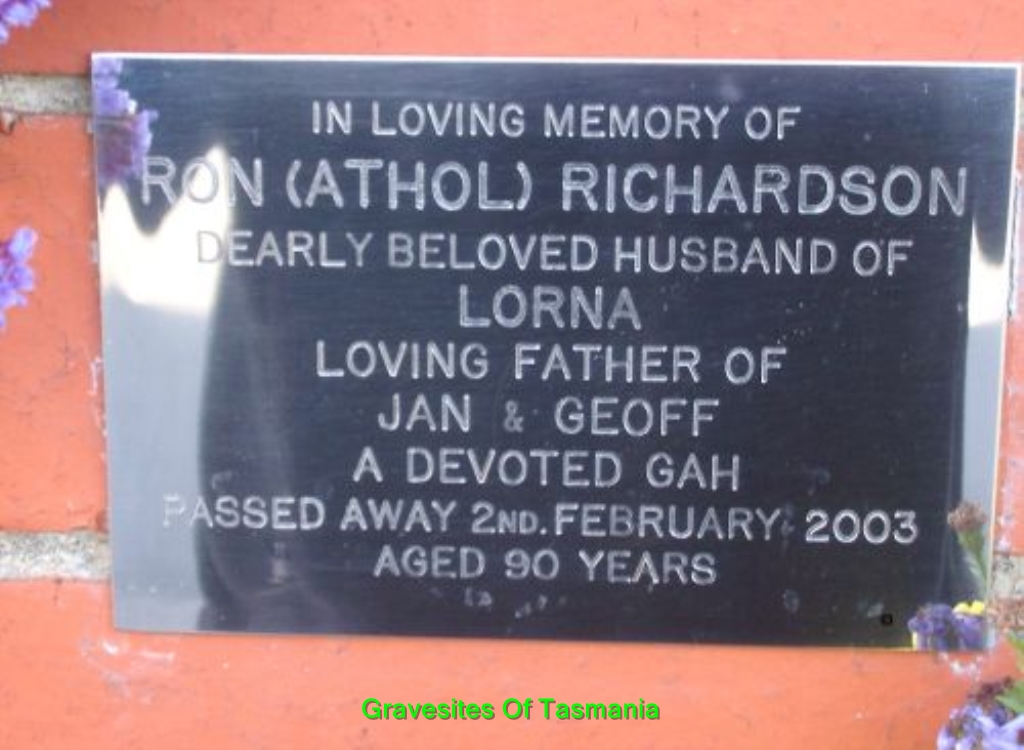 IN LOVING MEMORY OF
RON (ATHOL) RICHARDSON
DEARLY BELOVED HUSBAND OF
LORNA
LOVING FATHER OF
JAN & GEOFF
A DEVOTED GAH
PASSED AWAY 2ND. FEBRUARY, 2003
AGED 90 YEARS
Gravesites Of Tasmania